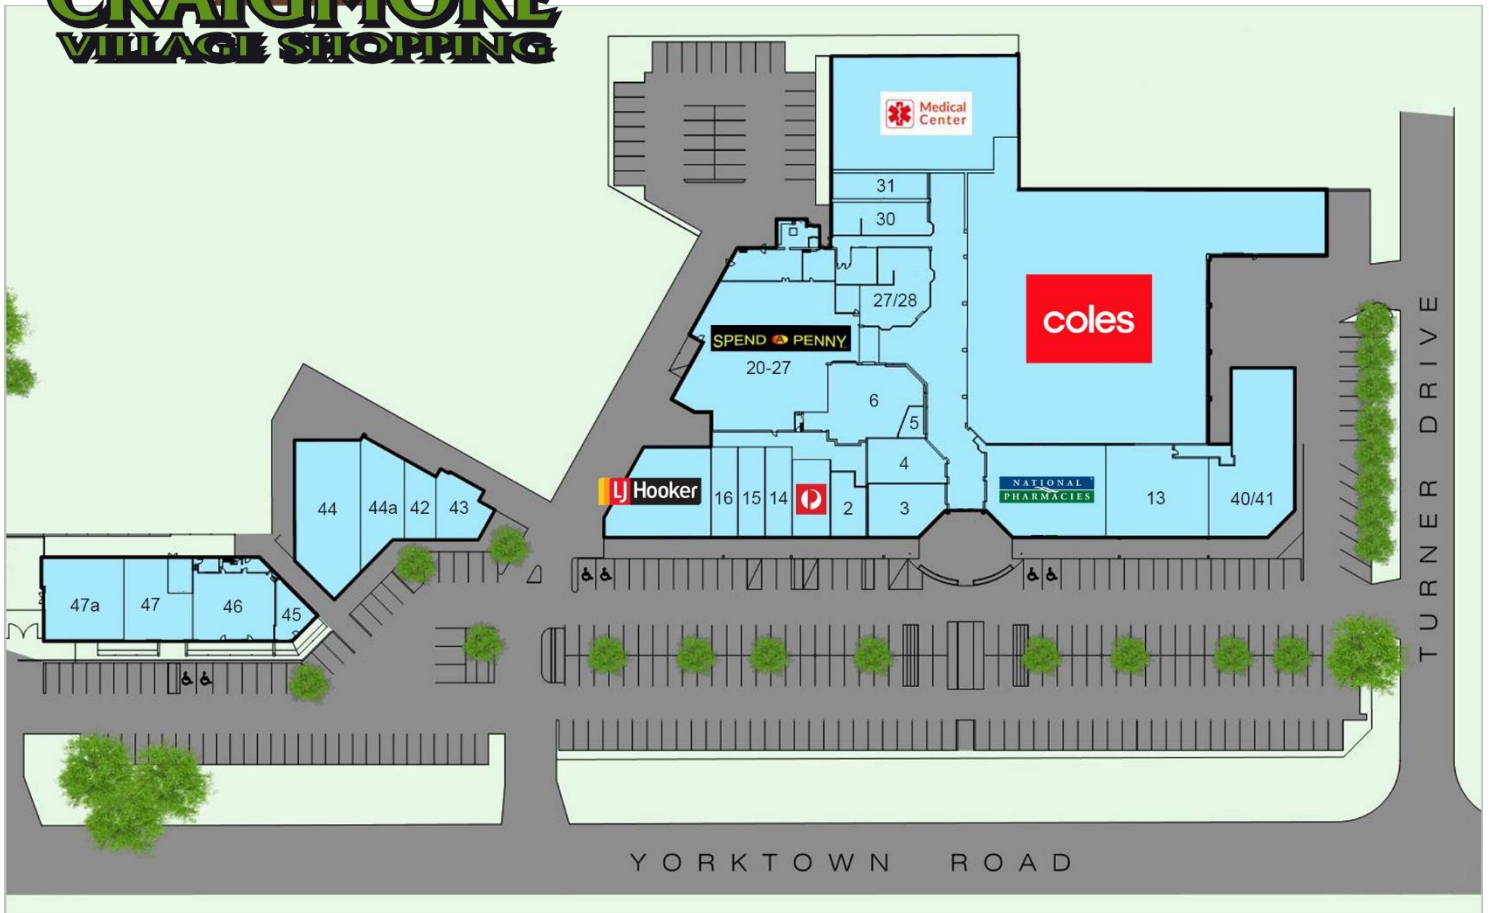 CRAIGMORE
VILLAGE SHOPPING
Medical
Center
31
30
27/28
coles
SPEND A PENNY
20-27
6
5
4
3
LJ Hooker
16
15
14
2
NATIONAL
PHARMACIES
13
40/41
44
44a
42
43
47a
47
46
45
TURNER DRIVE
YORKTOWN ROAD